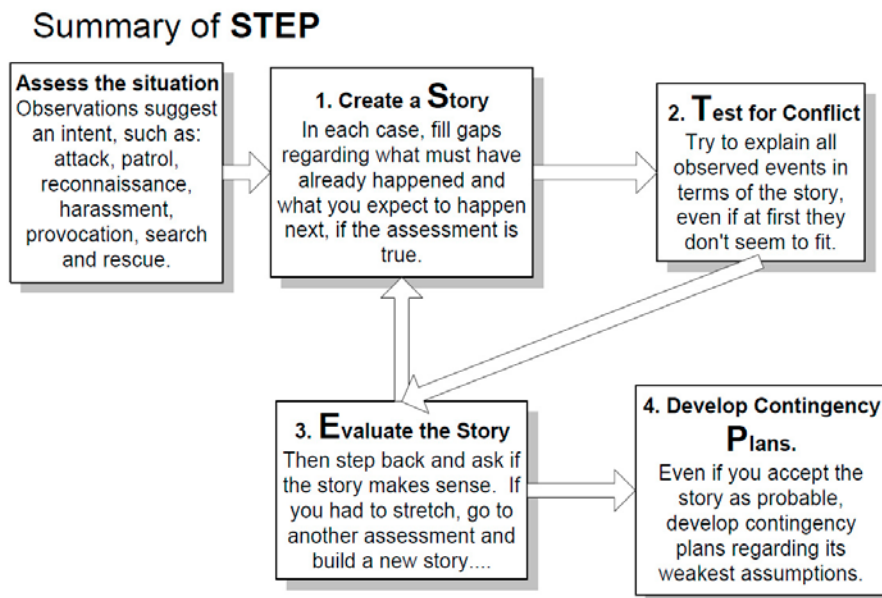 Summary of STEP
Assess the situation
Observations suggest
an intent, such as:
attack, patrol,
reconnaissance,
harassment,
provocation, search
and rescue.
1. Create a Story
In each case, fill gaps
regarding what must have
already happened and
what you expect to happen
next, if the assessment is
true.
2. Test for Conflict
Try to explain all
observed events in
terms of the story,
even if at first they
don't seem to fit.
3. Evaluate the Story
Then step back and ask if
the story makes sense. If
you had to stretch, go to
another assessment and
build a new story....
4. Develop Contingency
Plans.
Even if you accept the
story as probable,
develop contingency
plans regarding its
weakest assumptions.